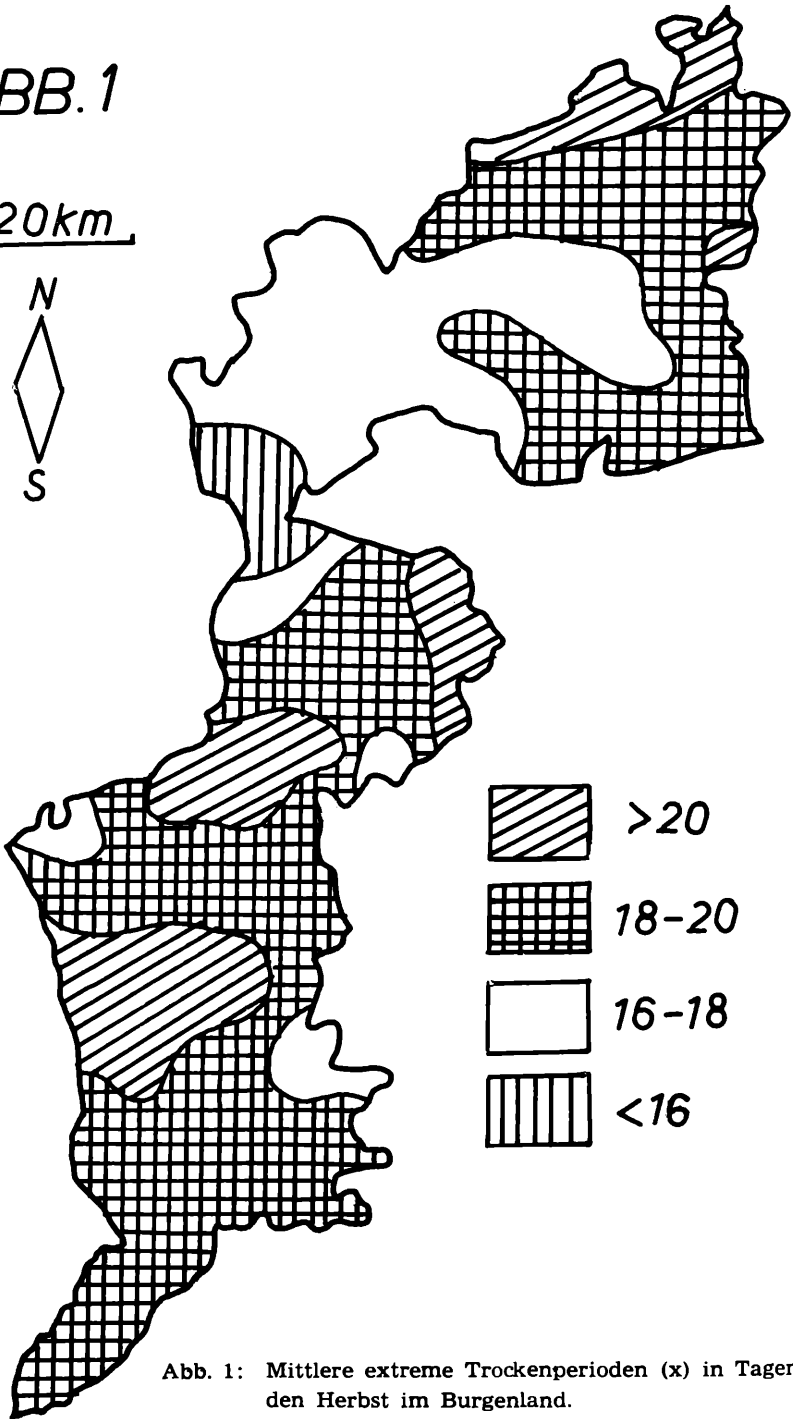 BB.1
20km
N
S
>20
18-20
16-18
<16
Abb. 1: Mittlere extreme Trockenperioden (x) in Tagen
den Herbst im Burgenland.